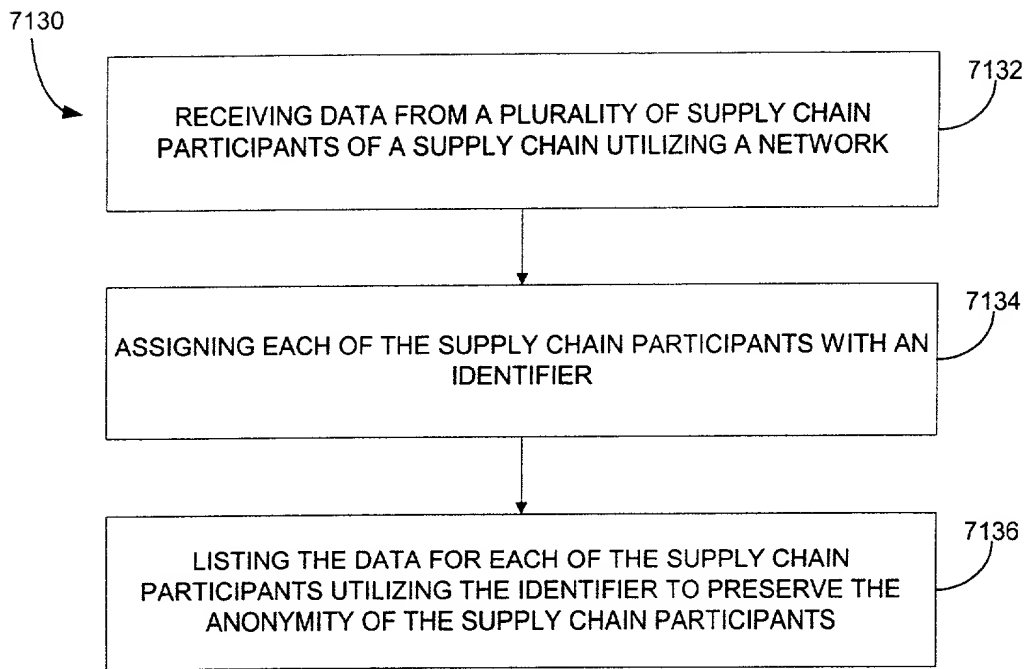 7130
7132
RECEIVING DATA FROM A PLURALITY OF SUPPLY CHAIN
PARTICIPANTS OF A SUPPLY CHAIN UTILIZING A NETWORK
7134
ASSIGNING EACH OF THE SUPPLY CHAIN PARTICIPANTS WITH AN
IDENTIFIER
7136
LISTING THE DATA FOR EACH OF THE SUPPLY CHAIN
PARTICIPANTS UTILIZING THE IDENTIFIER TO PRESERVE THE
ANONYMITY OF THE SUPPLY CHAIN PARTICIPANTS